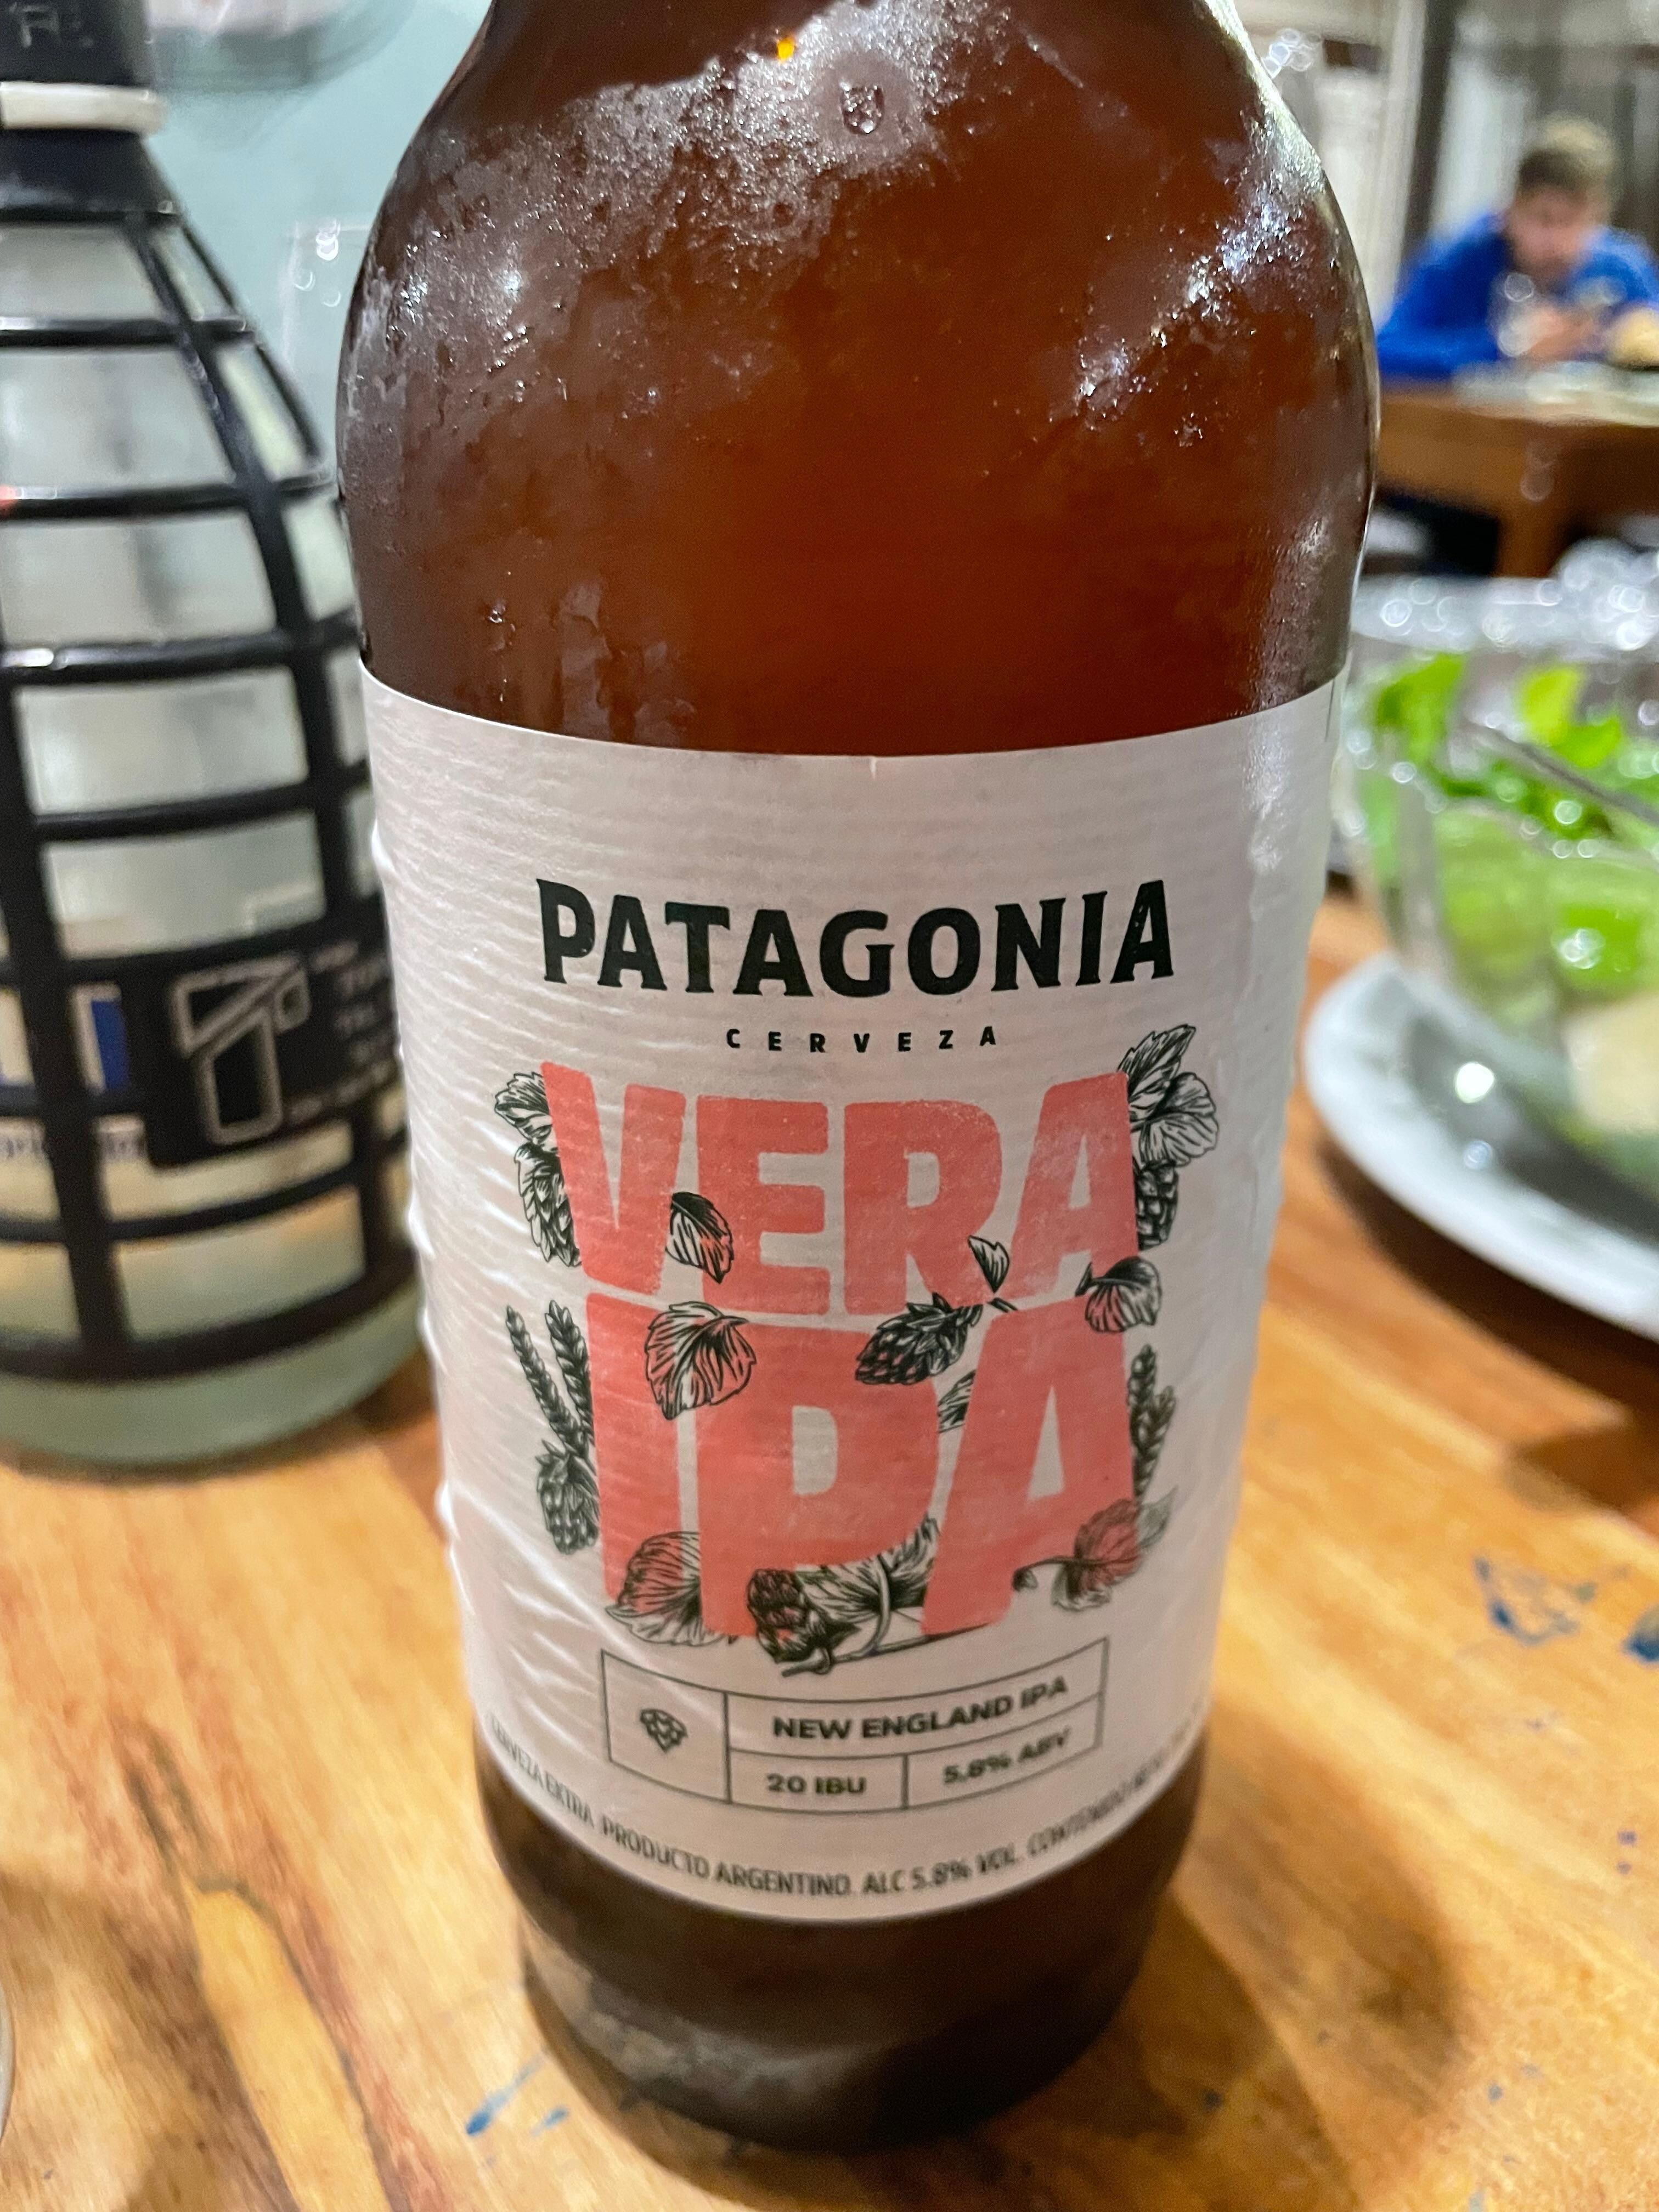 PATAGONIA
CERVEZA
VERA
IPA
NEW ENGLAND IPA
20 IBU
5.8% ABV
CERVEZA EXTRA. PRODUCTO ARGENTINO. ALC 5.8% VOL. CONTENIDO